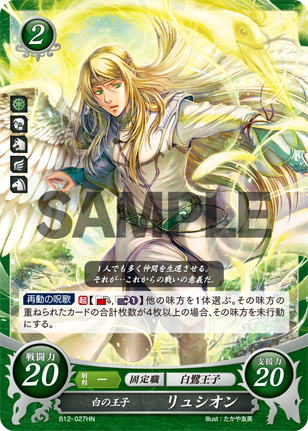 2
SAMPLE
1人でも多く仲間を生還させる。
それが…これからの戦いの意義だ。
再動の呪歌 超【, 1】他の味方を1体選ぶ。その味方の
重ねられたカードの合計枚数が4枚以上の場合、その味方を未行動
にする。
戦闘力
20
射程 － 固定職 白鷺王子
支援力
20
白の王子 リュシオン
B12-027HN
Illust：たかや友英